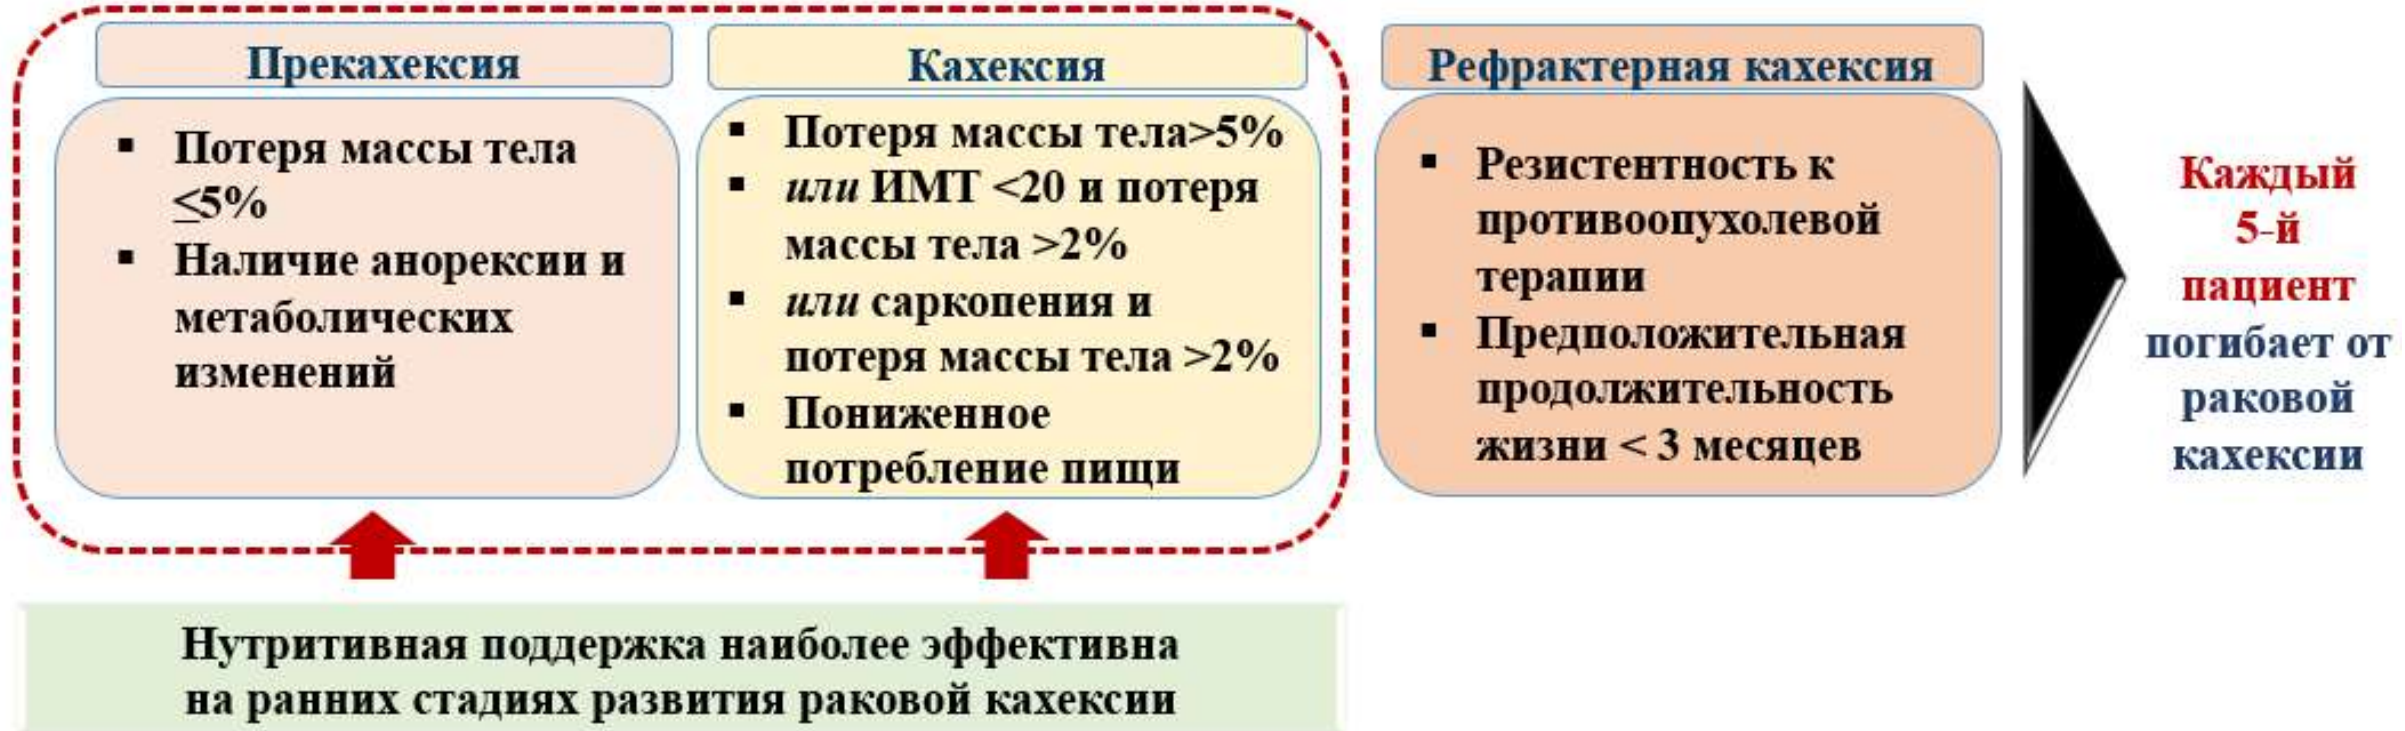 Прекахексия
▪ Потеря массы тела
≤5%
▪ Наличие анорексии и
метаболических
изменений
Кахексия
▪ Потеря массы тела>5%
▪ или ИМТ <20 и потеря
массы тела >2%
▪ или саркопения и
потеря массы тела >2%
▪ Пониженное
потребление пищи
Рефрактерная кахексия
▪ Резистентность к
противоопухолевой
терапии
▪ Предположительная
продолжительность
жизни < 3 месяцев
Каждый
5-й
пациент
погибает от
раковой
кахексии
Нутритивная поддержка наиболее эффективна
на ранних стадиях развития раковой кахексии